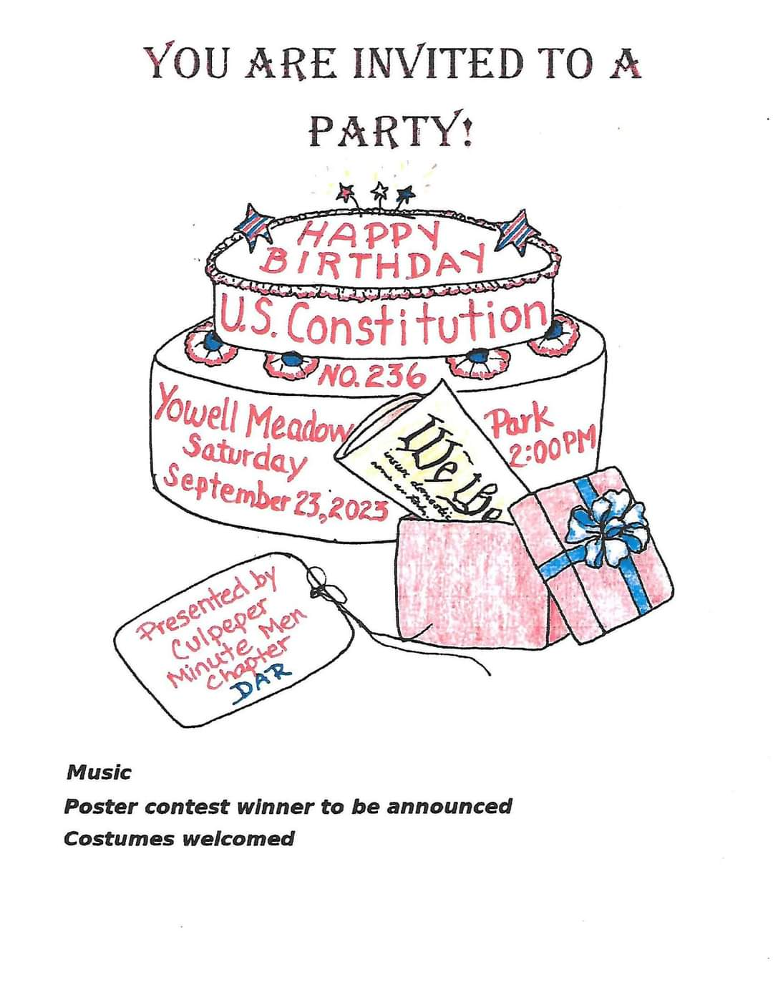 YOU ARE INVITED TO A
PARTY!
HAPPY
BIRTHDAY
U.S. Constitution
NO. 236
Yowell Meadow Park
Saturday 2:00PM
September 23, 2023
We the
insure domestic
Presented by
Culpeper
Minute Men
Chapter
DAR
Music
Poster contest winner to be announced
Costumes welcomed